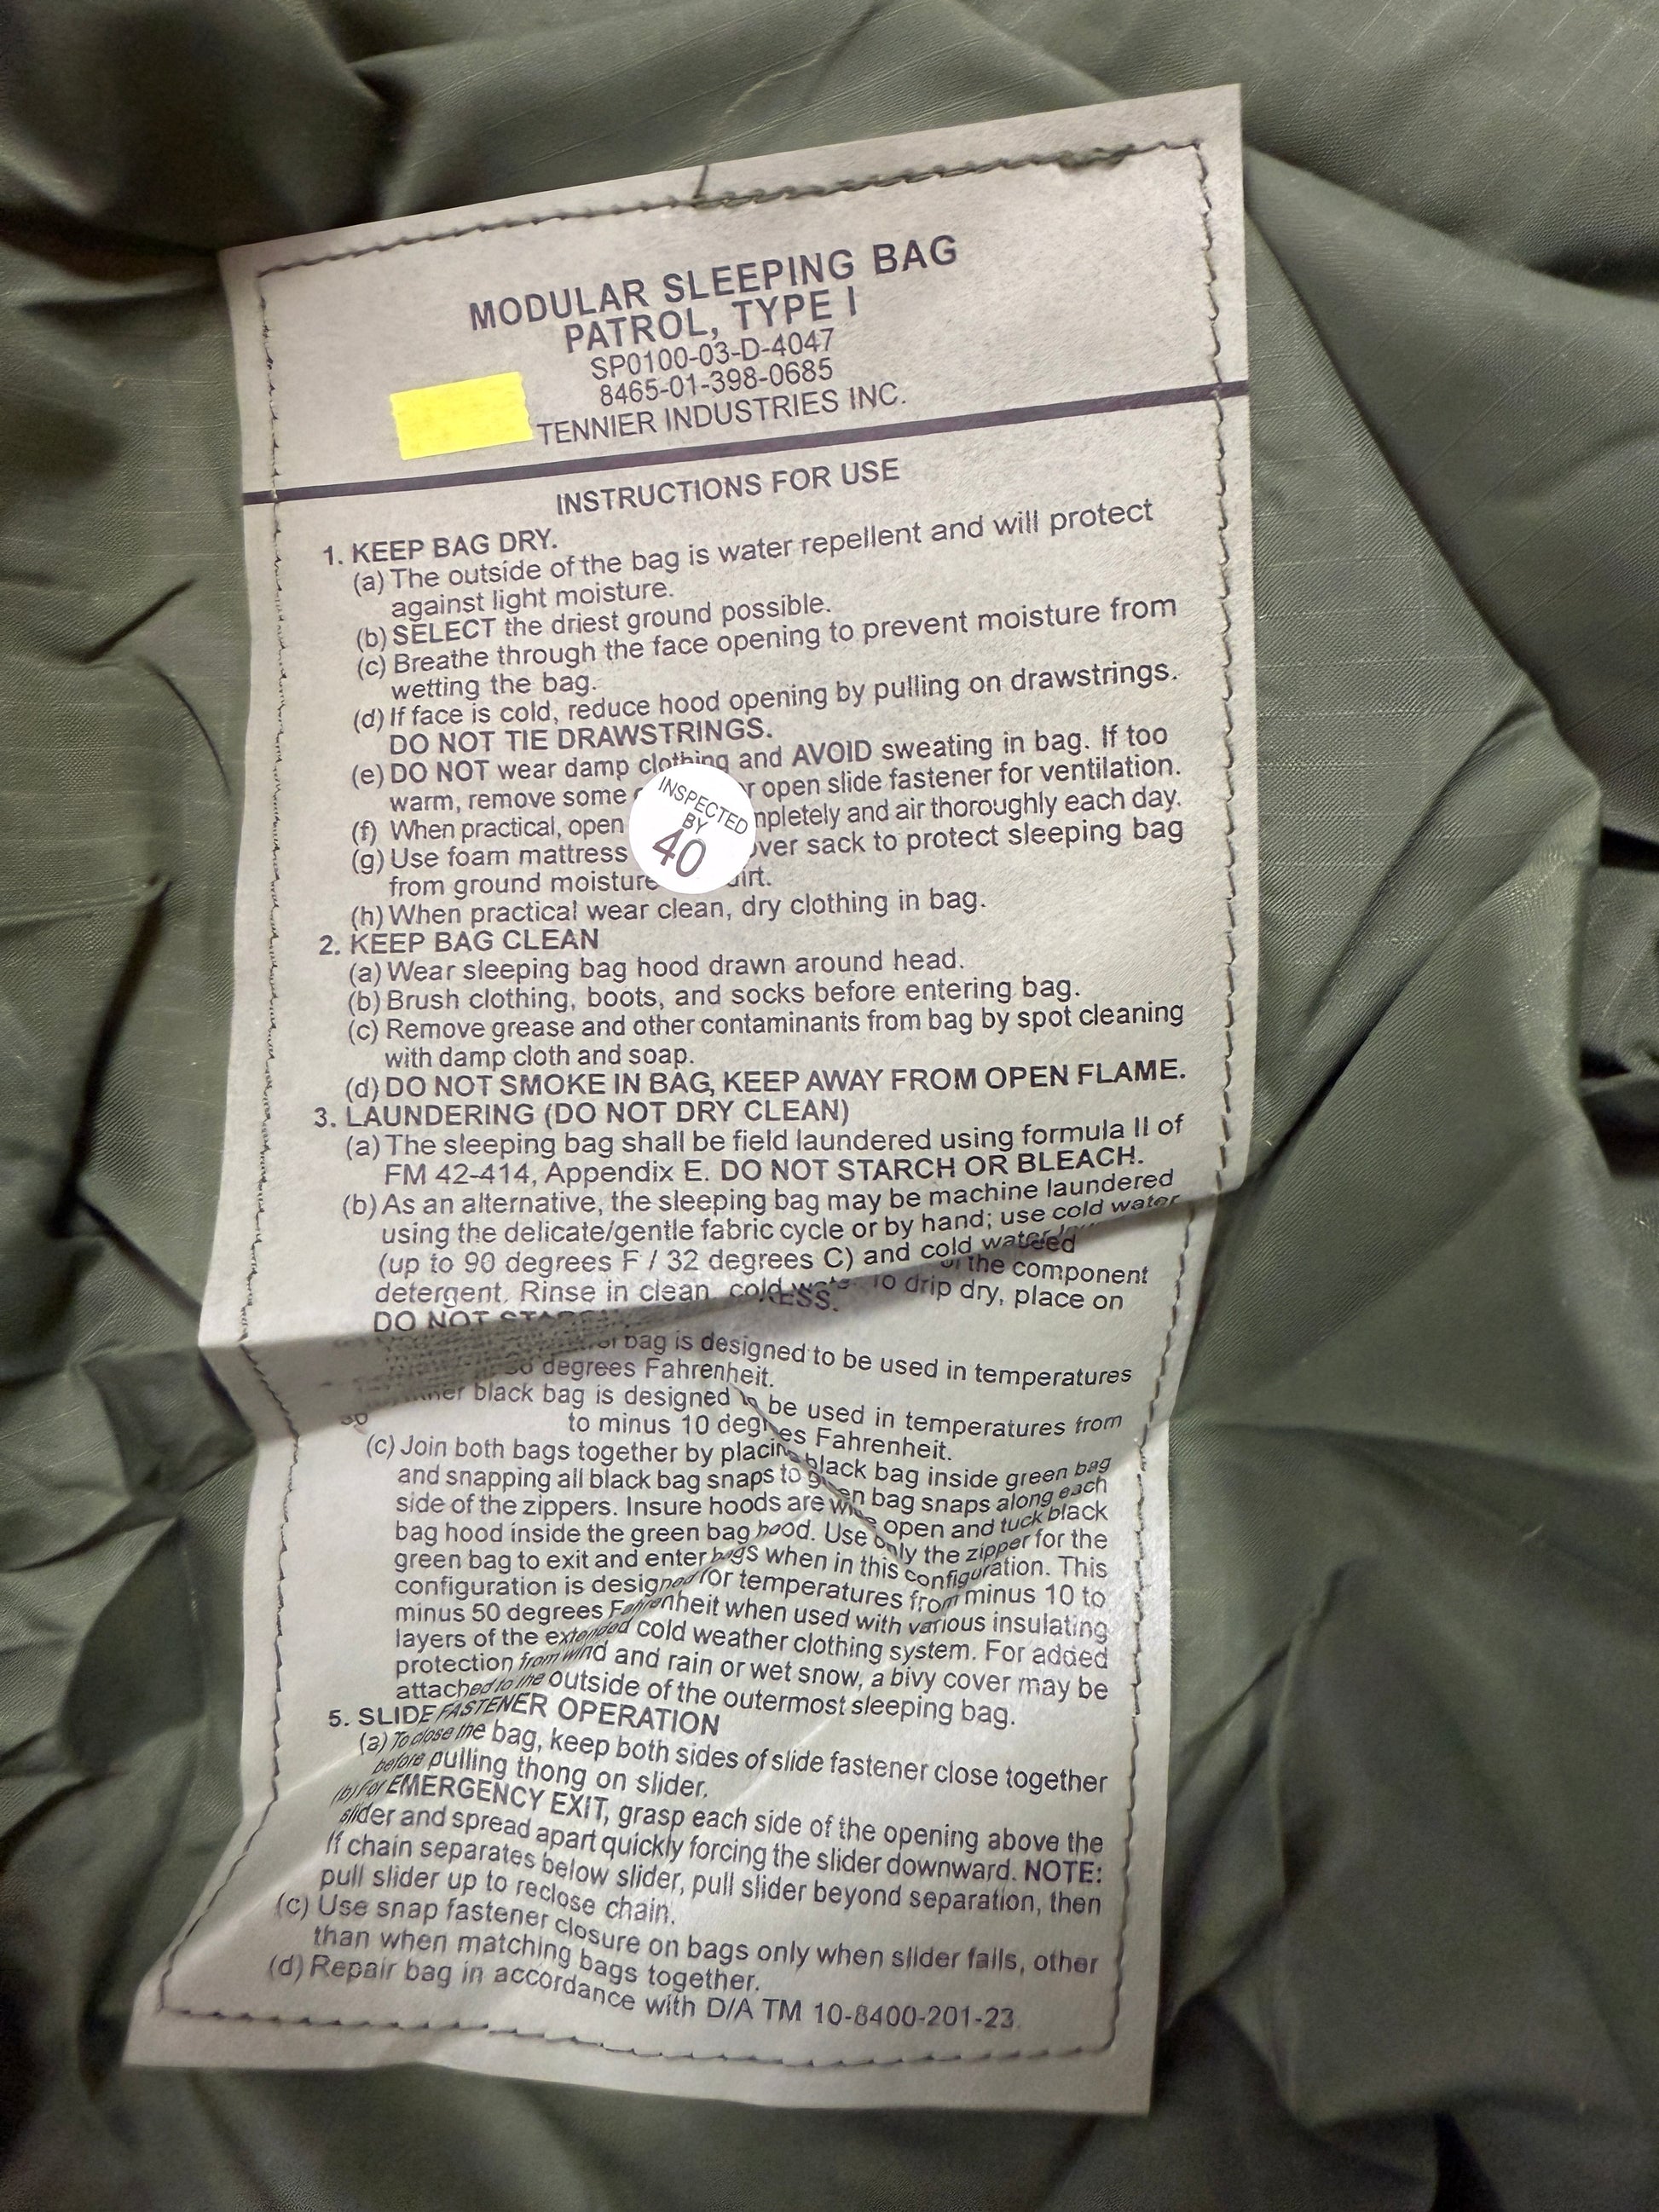 MODULAR SLEEPING BAG
PATROL, TYPE I
SP0100-03-D-4047
8465-01-398-0685
TENNIER INDUSTRIES INC.
INSTRUCTIONS FOR USE
1. KEEP BAG DRY.
(a) The outside of the bag is water repellent and will protect
against light moisture.
(b) SELECT the driest ground possible.
(c) Breathe through the face opening to prevent moisture from
wetting the bag.
(d) If face is cold, reduce hood opening by pulling on drawstrings.
DO NOT TIE DRAWSTRINGS.
(e) DO NOT wear damp clothing and AVOID sweating in bag. If too
warm, remove some open slide fastener for ventilation.
(f) When practical, open and air thoroughly each day.
(g) Use foam mattress sack to protect sleeping bag
from ground moisture
(h) When practical wear clean, dry clothing in bag.
INSPECTED
BY
40
2. KEEP BAG CLEAN
(a) Wear sleeping bag hood drawn around head.
(b) Brush clothing, boots, and socks before entering bag.
(c) Remove grease and other contaminants from bag by spot cleaning
with damp cloth and soap.
(d) DO NOT SMOKE IN BAG, KEEP AWAY FROM OPEN FLAME.
3. LAUNDERING (DO NOT DRY CLEAN)
(a) The sleeping bag shall be field laundered using formula II of
FM 42-414, Appendix E. DO NOT STARCH OR BLEACH.
(b) As an alternative, the sleeping bag may be machine laundered
using the delicate/gentle fabric cycle or by hand; use cold water
(up to 90 degrees F / 32 degrees C) and cold water
detergent. Rinse in clean, cold
the component
To drip dry, place on
DO NOT
bag is designed to be used in temperatures
degrees Fahrenheit.
black bag is designed to be used in temperatures from
30 to minus 10 degrees Fahrenheit.
(c) Join both bags together by placing black bag inside green bag
and snapping all black bag snaps to green bag snaps along each
side of the zippers. Insure hoods are wide open and tuck black
bag hood inside the green bag hood. Use only the zipper for the
green bag to exit and enter bags when in this configuration. This
configuration is designed for temperatures from minus 10 to
minus 50 degrees Fahrenheit when used with various insulating
layers of the extended cold weather clothing system. For added
protection from wind and rain or wet snow, a bivy cover may be
attached to the outside of the outermost sleeping bag.
5. SLIDE FASTENER OPERATION
(a) To close the bag, keep both sides of slide fastener close together
before pulling thong on slider.
(b) For EMERGENCY EXIT, grasp each side of the opening above the
slider and spread apart quickly forcing the slider downward. NOTE:
If chain separates below slider, pull slider beyond separation, then
pull slider up to reclose chain.
(c) Use snap fastener closure on bags only when slider fails, other
than when matching bags together.
(d) Repair bag in accordance with D/A TM 10-8400-201-23.